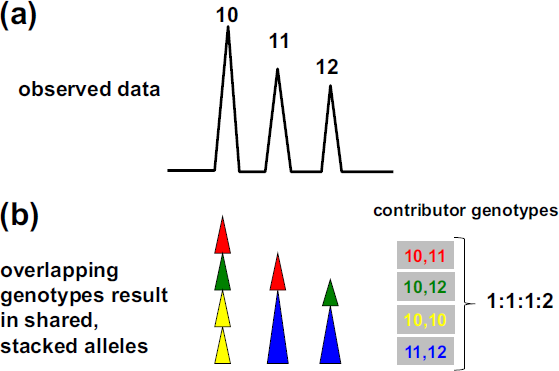 (a)
10
11
12
observed data
(b)
contributor genotypes
overlapping
genotypes result
in shared,
stacked alleles
10,11
10,12
10,10
11,12
1:1:1:2